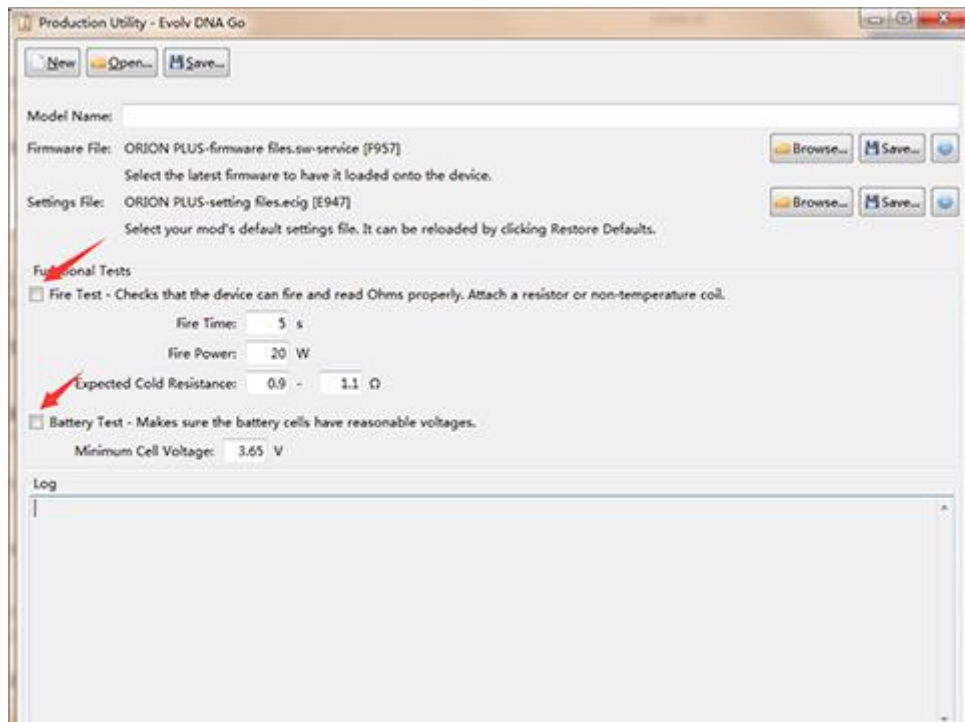 Production Utility - Evolv DNA Go
New Open... Save...
Model Name:
Firmware File: ORION PLUS-firmware files.sw-service [F957] Browse... Save...
Select the latest firmware to have it loaded onto the device.
Settings File: ORION PLUS-setting files.ecig [E947] Browse... Save...
Select your mod's default settings file. It can be reloaded by clicking Restore Defaults.
Functional Tests
Fire Test - Checks that the device can fire and read Ohms properly. Attach a resistor or non-temperature coil.
Fire Time: 5 s
Fire Power: 20 W
Expected Cold Resistance: 0.9 - 1.1 Ω
Battery Test - Makes sure the battery cells have reasonable voltages.
Minimum Cell Voltage: 3.65 V
Log